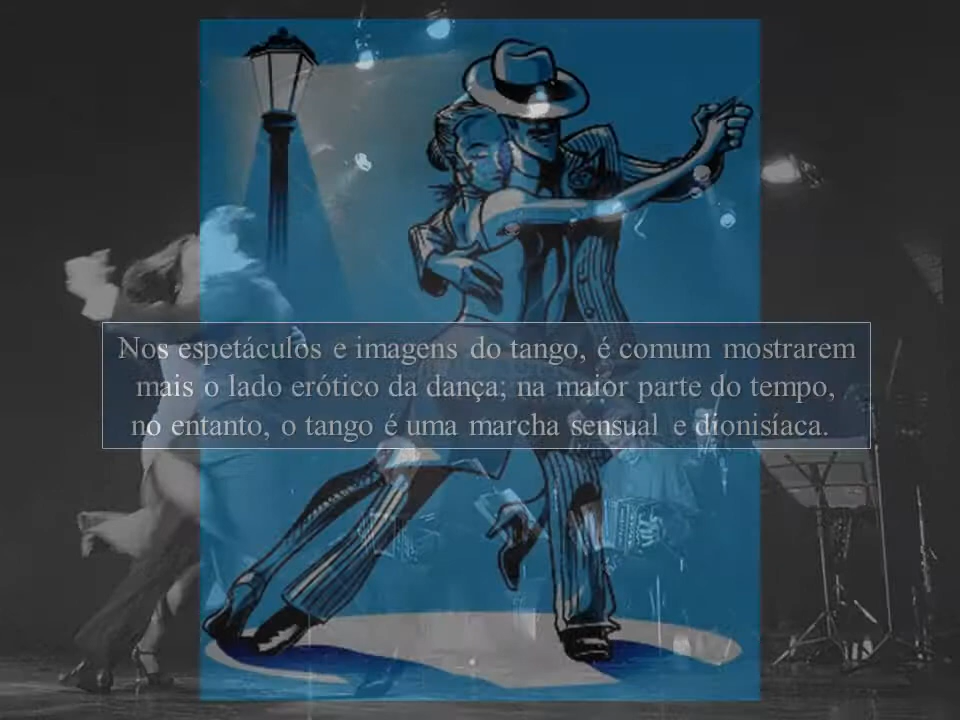 Nos espetáculos e imagens do tango, é comum mostrarem
mais o lado erótico da dança; na maior parte do tempo,
no entanto, o tango é uma marcha sensual e dionisíaca.